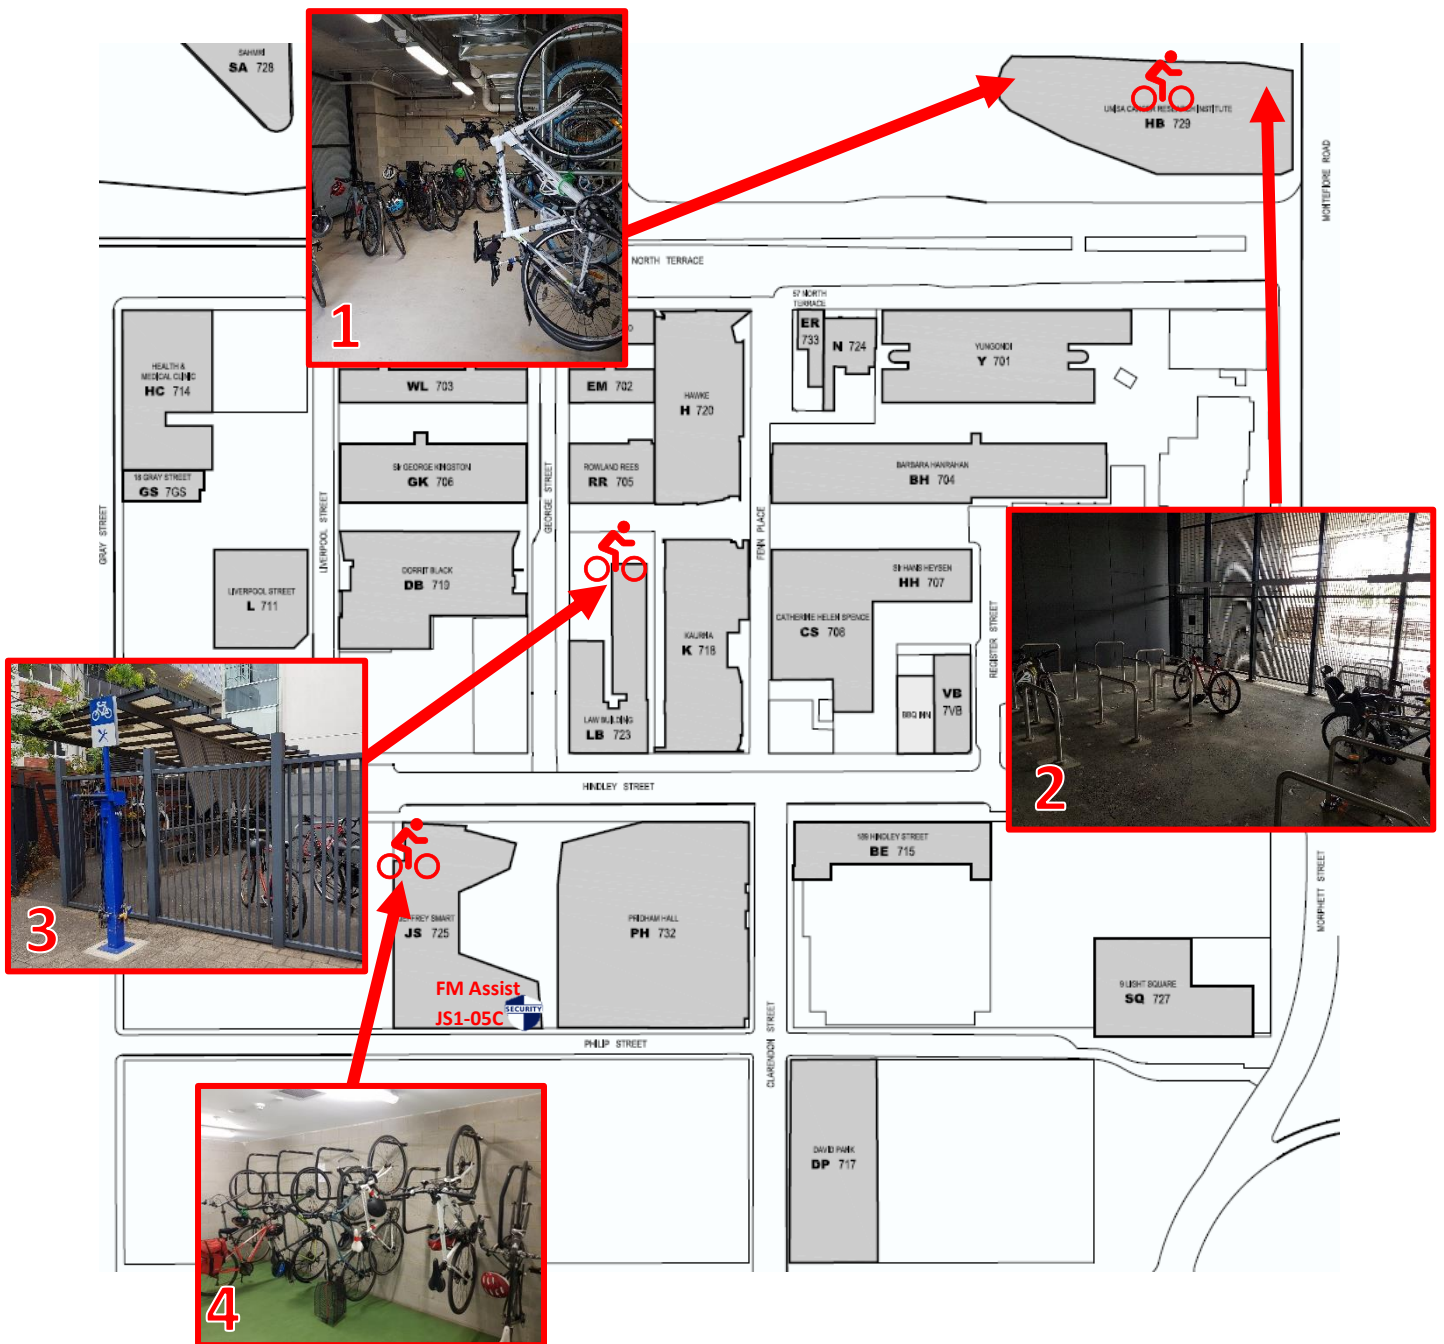 SAHMRI
SA 728
UNISA CANCER RESEARCH INSTITUTE
HB 729
MONTEFIORE ROAD
1
NORTH TERRACE
57 NORTH
TERRACE
ER
733
N 724
YUNGONDI
Y 701
HEALTH &
MEDICAL CLINIC
HC 714
WL 703
EM 702
HAWKE
H 720
SIR GEORGE KINGSTON
GK 706
ROWLAND REES
RR 705
BARBARA HANRAHAN
BH 704
18 GRAY STREET
GS 7GS
GRAY STREET
LIVERPOOL STREET
GEORGE STREET
FENN PLACE
DORRIT BLACK
DB 719
LIVERPOOL STREET
L 711
SIR HANS HEYSEN
HH 707
CATHERINE HELEN SPENCE
CS 708
KAURNA
K 718
REGISTER STREET
VB
7VB
BBQ INN
LAW BUILDING
LB 723
2
HINDLEY STREET
3
JEFFREY SMART
JS 725
PRIDHAM HALL
PH 732
189 HINDLEY STREET
BE 715
MORPHETT STREET
FM Assist
JS1-05C
SECURITY
9 LIGHT SQUARE
SQ 727
PHILIP STREET
CLARENDON STREET
DAVID PANK
DP 717
4